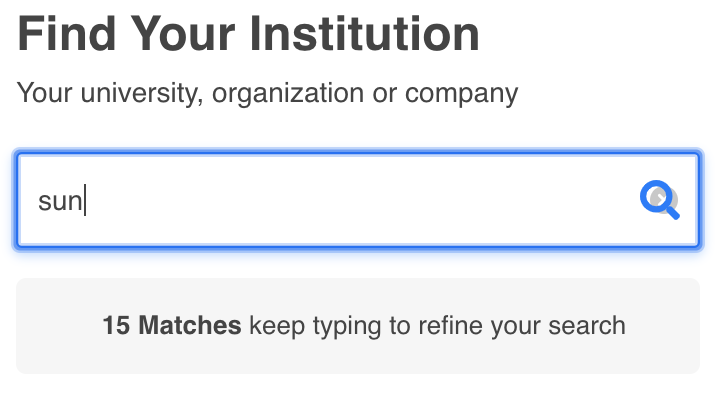 Find Your Institution
Your university, organization or company
sun
15 Matches keep typing to refine your search